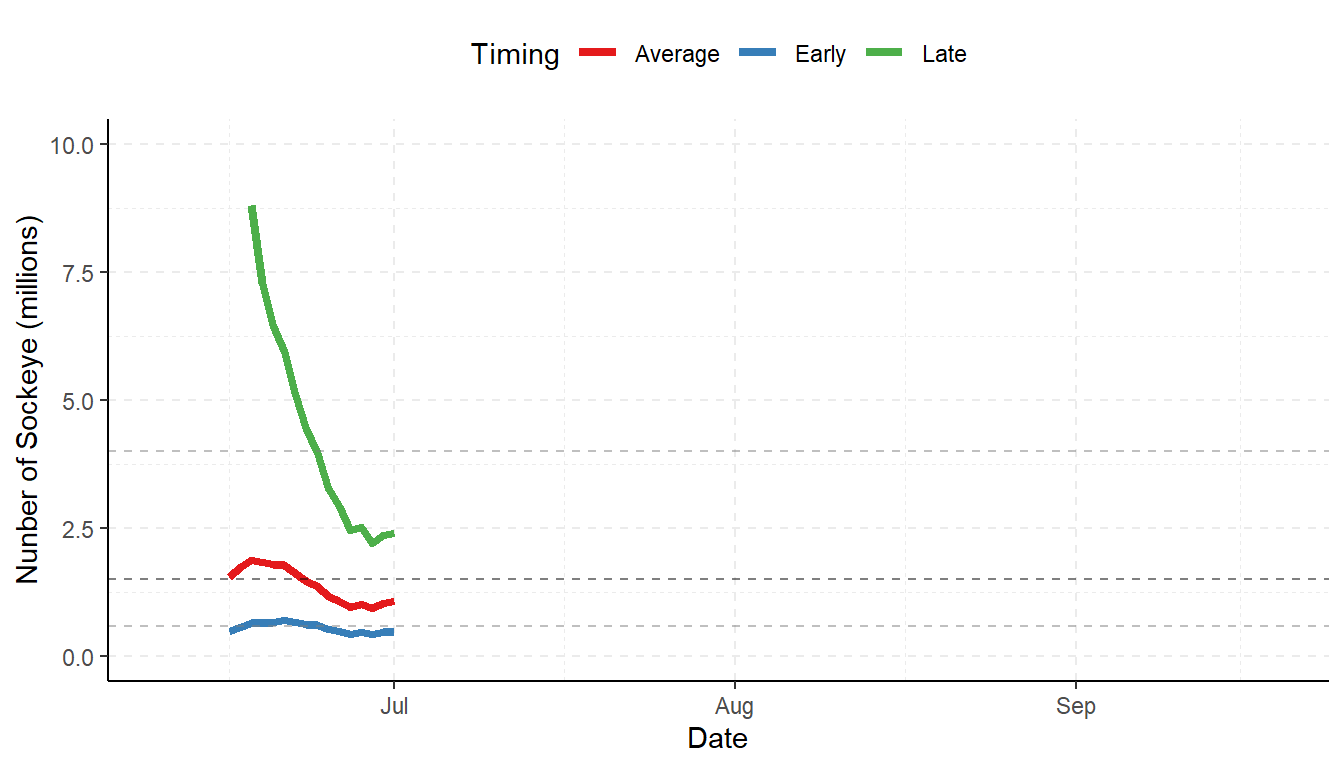 Timing Average Early Late
Nunber of Sockeye (millions)
10.0
7.5
5.0
2.5
0.0
Jul Aug Sep
Date